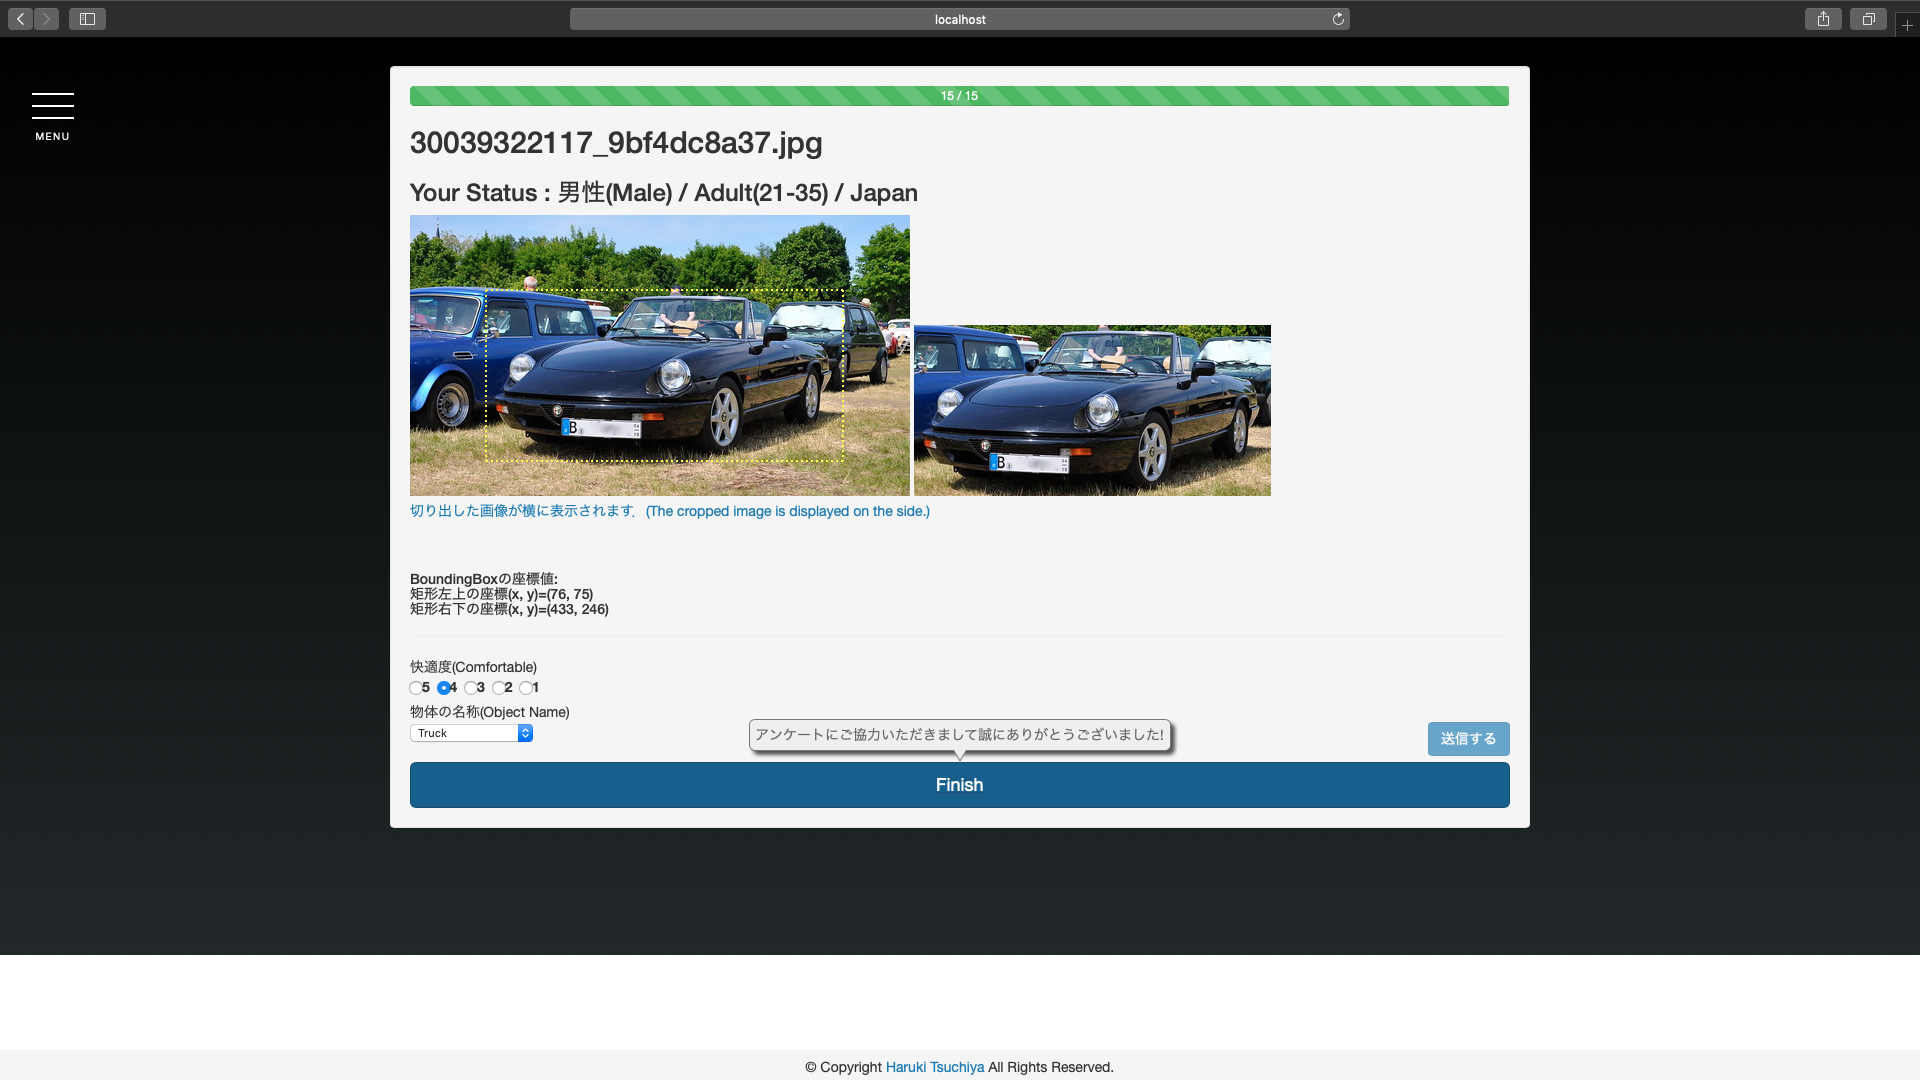 localhost
MENU
15 / 15
30039322117_9bf4dc8a37.jpg
Your Status : 男性(Male) / Adult(21-35) / Japan
B
切り出した画像が横に表示されます．(The cropped image is displayed on the side.)
B
BoundingBoxの座標値:
矩形左上の座標(x, y)=(76, 75)
矩形右下の座標(x, y)=(433, 246)
快適度(Comfortable)
5 4 3 2 1
物体の名称(Object Name)
Truck
アンケートにご協力いただきまして誠にありがとうございました!
送信する
Finish
© Copyright Haruki Tsuchiya All Rights Reserved.